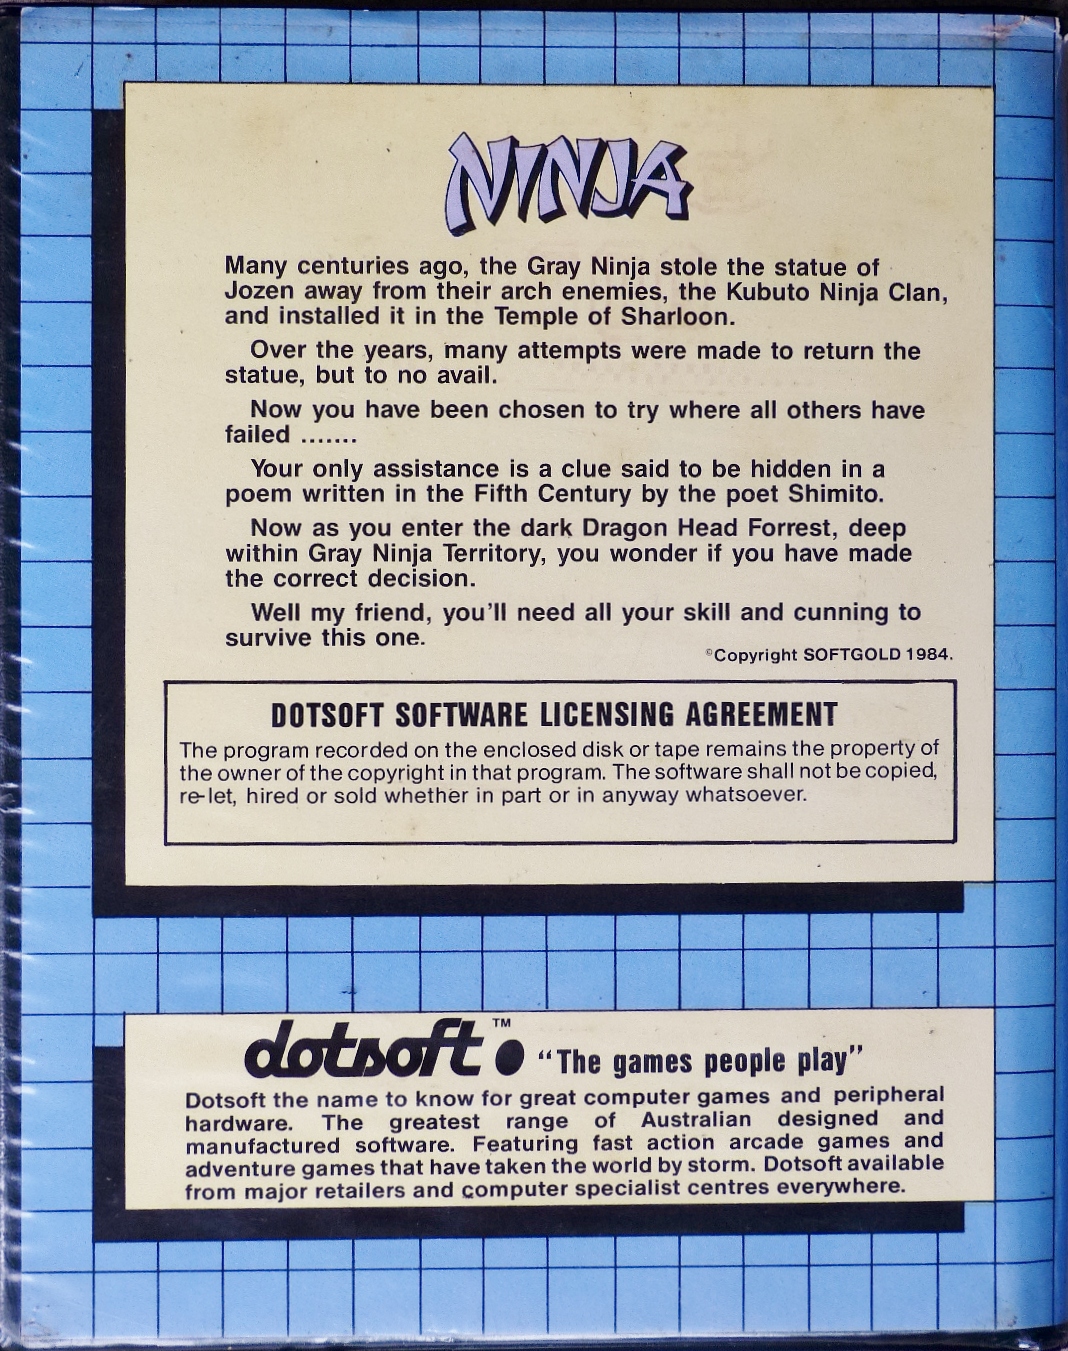 NINJA
Many centuries ago, the Gray Ninja stole the statue of
Jozen away from their arch enemies, the Kubuto Ninja Clan,
and installed it in the Temple of Sharloon.
Over the years, many attempts were made to return the
statue, but to no avail.
Now you have been chosen to try where all others have
failed .......
Your only assistance is a clue said to be hidden in a
poem written in the Fifth Century by the poet Shimito.
Now as you enter the dark Dragon Head Forrest, deep
within Gray Ninja Territory, you wonder if you have made
the correct decision.
Well my friend, you'll need all your skill and cunning to
survive this one.
©Copyright SOFTGOLD 1984.
DOTSOFT SOFTWARE LICENSING AGREEMENT
The program recorded on the enclosed disk or tape remains the property of
the owner of the copyright in that program. The software shall not be copied,
re-let, hired or sold whether in part or in anyway whatsoever.
dotsoft ™ "The games people play"
Dotsoft the name to know for great computer games and peripheral
hardware. The greatest range of Australian designed and
manufactured software. Featuring fast action arcade games and
adventure games that have taken the world by storm. Dotsoft available
from major retailers and computer specialist centres everywhere.